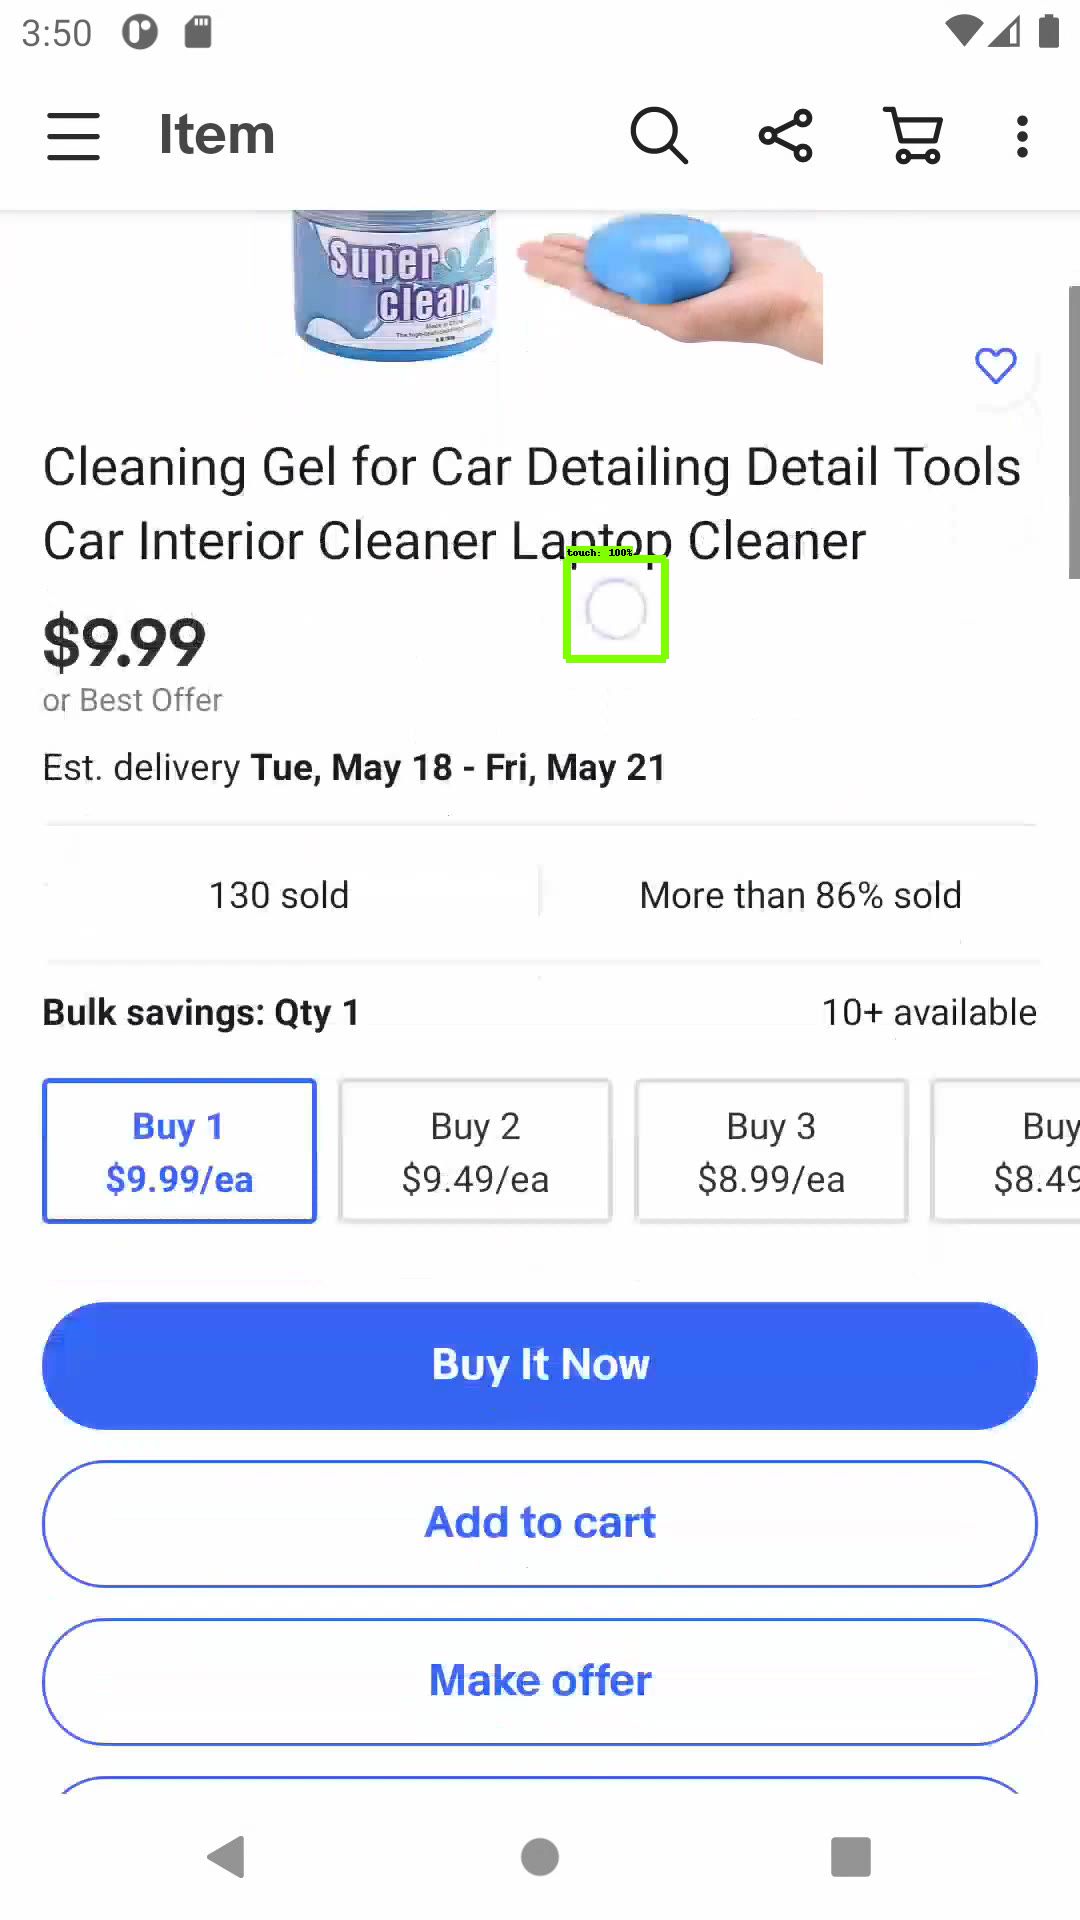 3:50
Item
Super
clean
Made in China
Cleaning Gel for Car Detailing Detail Tools
Car Interior Cleaner Laptop Cleaner
touch: 100%
$9.99
or Best Offer
Est. delivery Tue, May 18 - Fri, May 21
130 sold
More than 86% sold
Bulk savings: Qty 1
10+ available
Buy 1
$9.99/ea
Buy 2
$9.49/ea
Buy 3
$8.99/ea
Buy
$8.49
Buy It Now
Add to cart
Make offer